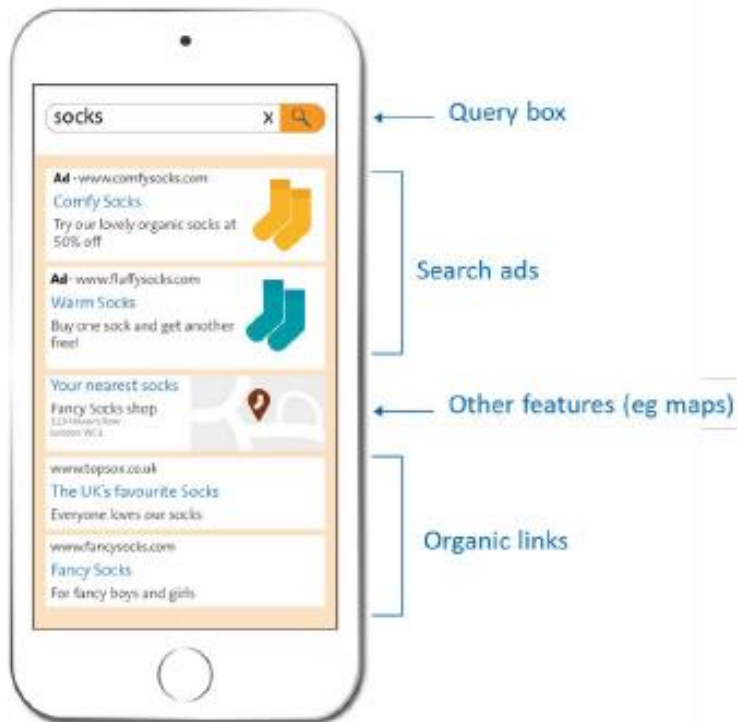 socks x
Query box
Ad · www.comfysocks.com
Comfy Socks
Try our lovely organic socks at
50% off
Search ads
Ad · www.fluffysocks.com
Warm Socks
Buy one sock and get another
free!
Your nearest socks
Fancy Socks shop
London WC1
Other features (eg maps)
www.topsox.co.uk
The UK's favourite Socks
Everyone loves our socks
Organic links
www.fancysocks.com
Fancy Socks
For fancy boys and girls